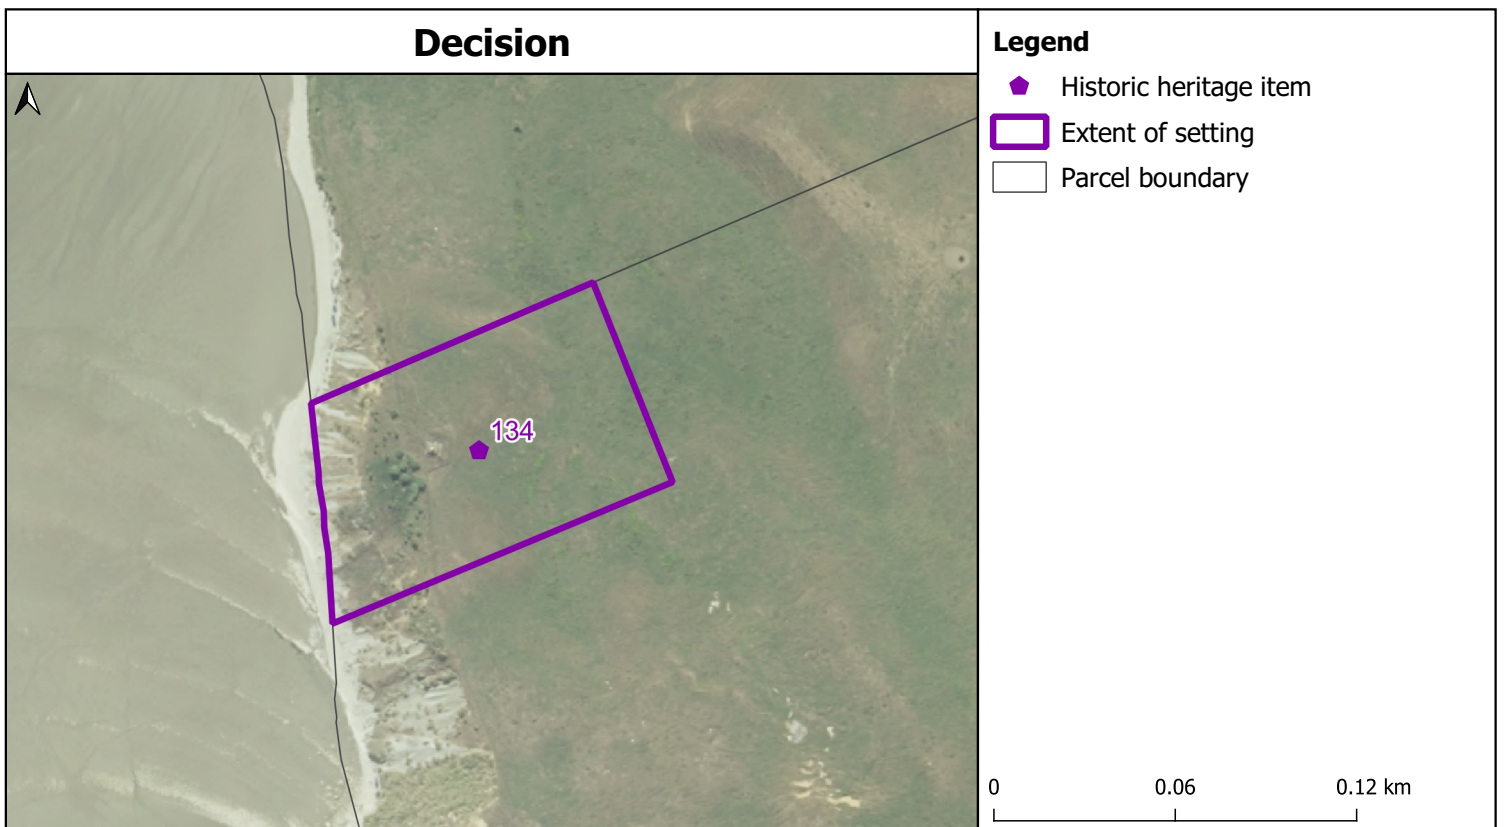 Decision
134
Legend
Historic heritage item
Extent of setting
Parcel boundary
0 0.06 0.12 km